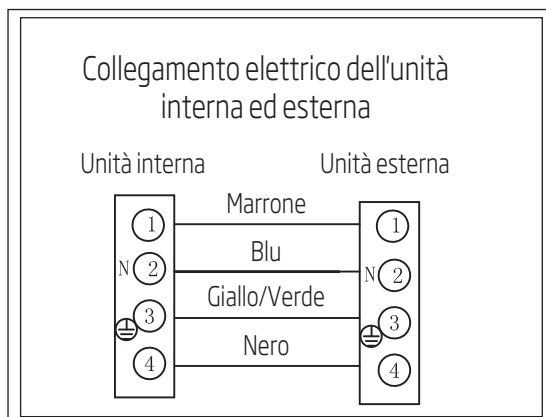 Collegamento elettrico dell'unità
interna ed esterna
Unità interna Unità esterna
1 Marrone 1
N 2 Blu N 2
3 Giallo/Verde 3
4 Nero 4